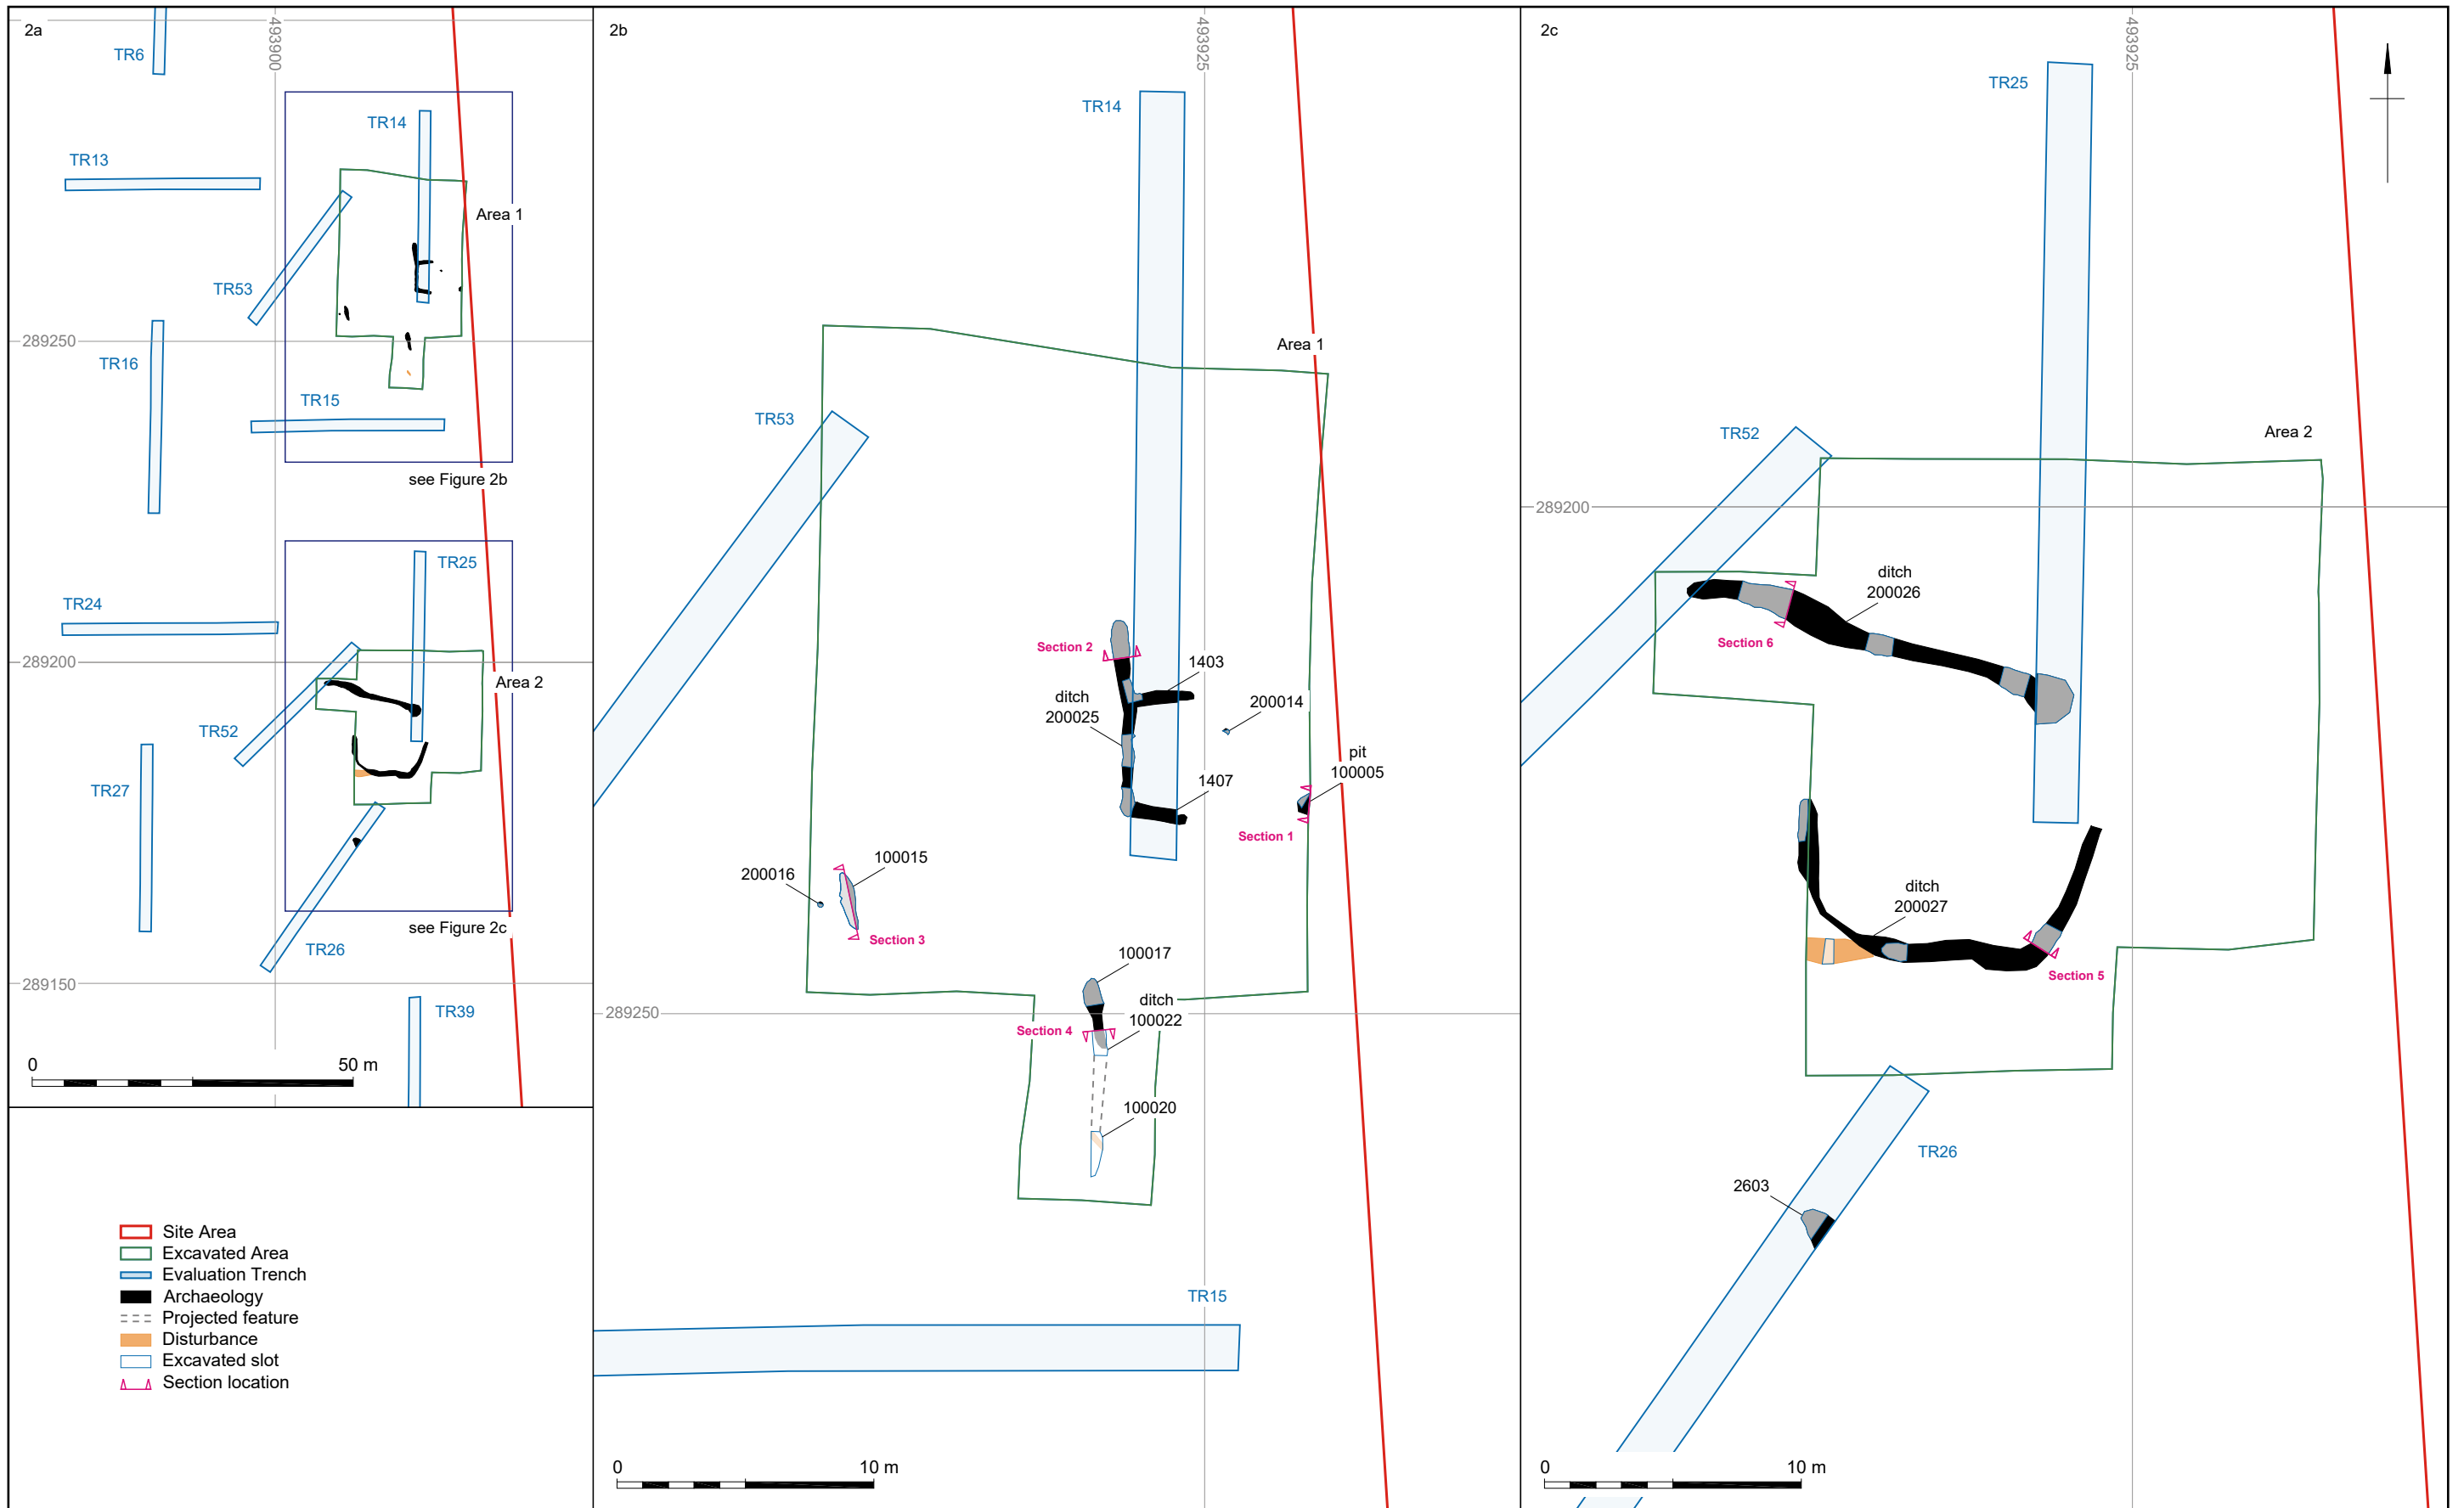 2a
493900
TR6
TR14
TR13
Area 1
TR53
289250
TR16
TR15
see Figure 2b
TR25
TR24
289200
Area 2
TR52
TR27
see Figure 2c
TR26
289150
TR39
0 50 m
Site Area
Excavated Area
Evaluation Trench
Archaeology
Projected feature
Disturbance
Excavated slot
Section location
2b
493925
TR14
Area 1
TR53
Section 2
1403
ditch
200025
200014
pit
100005
1407
Section 1
100015
200016
Section 3
100017
ditch
289250
100022
Section 4
100020
TR15
0 10 m
2c
493925
TR25
TR52
Area 2
289200
ditch
200026
Section 6
ditch
200027
Section 5
TR26
2603
0 10 m